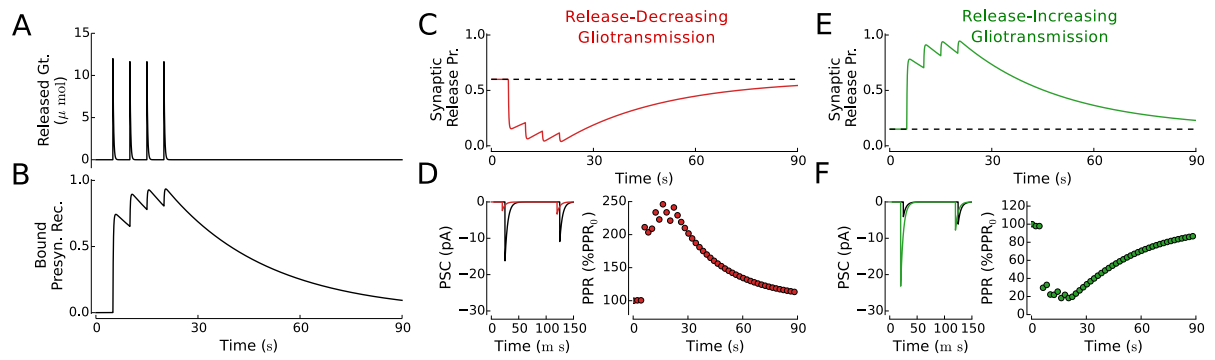 A
Released Gt.
(μ mol)
15
10
5
0
B
Bound
Presyn. Rec.
1.0
0.5
0.0
0
30
60
90
Time (s)
C
Release-Decreasing
Gliotransmission
Synaptic
Release Pr.
1.0
0.5
0.0
0
30
60
90
Time (s)
D
PSC (pA)
0
−10
−20
−30
0
50
100
150
Time (m s)
PPR (%PPR₀)
250
200
150
100
0
30
60
90
Time (s)
E
Release-Increasing
Gliotransmission
Synaptic
Release Pr.
1.0
0.5
0.0
0
30
60
90
Time (s)
F
PSC (pA)
0
−10
−20
−30
0
50
100
150
Time (m s)
PPR (%PPR₀)
120
100
80
60
40
20
0
0
30
60
90
Time (s)